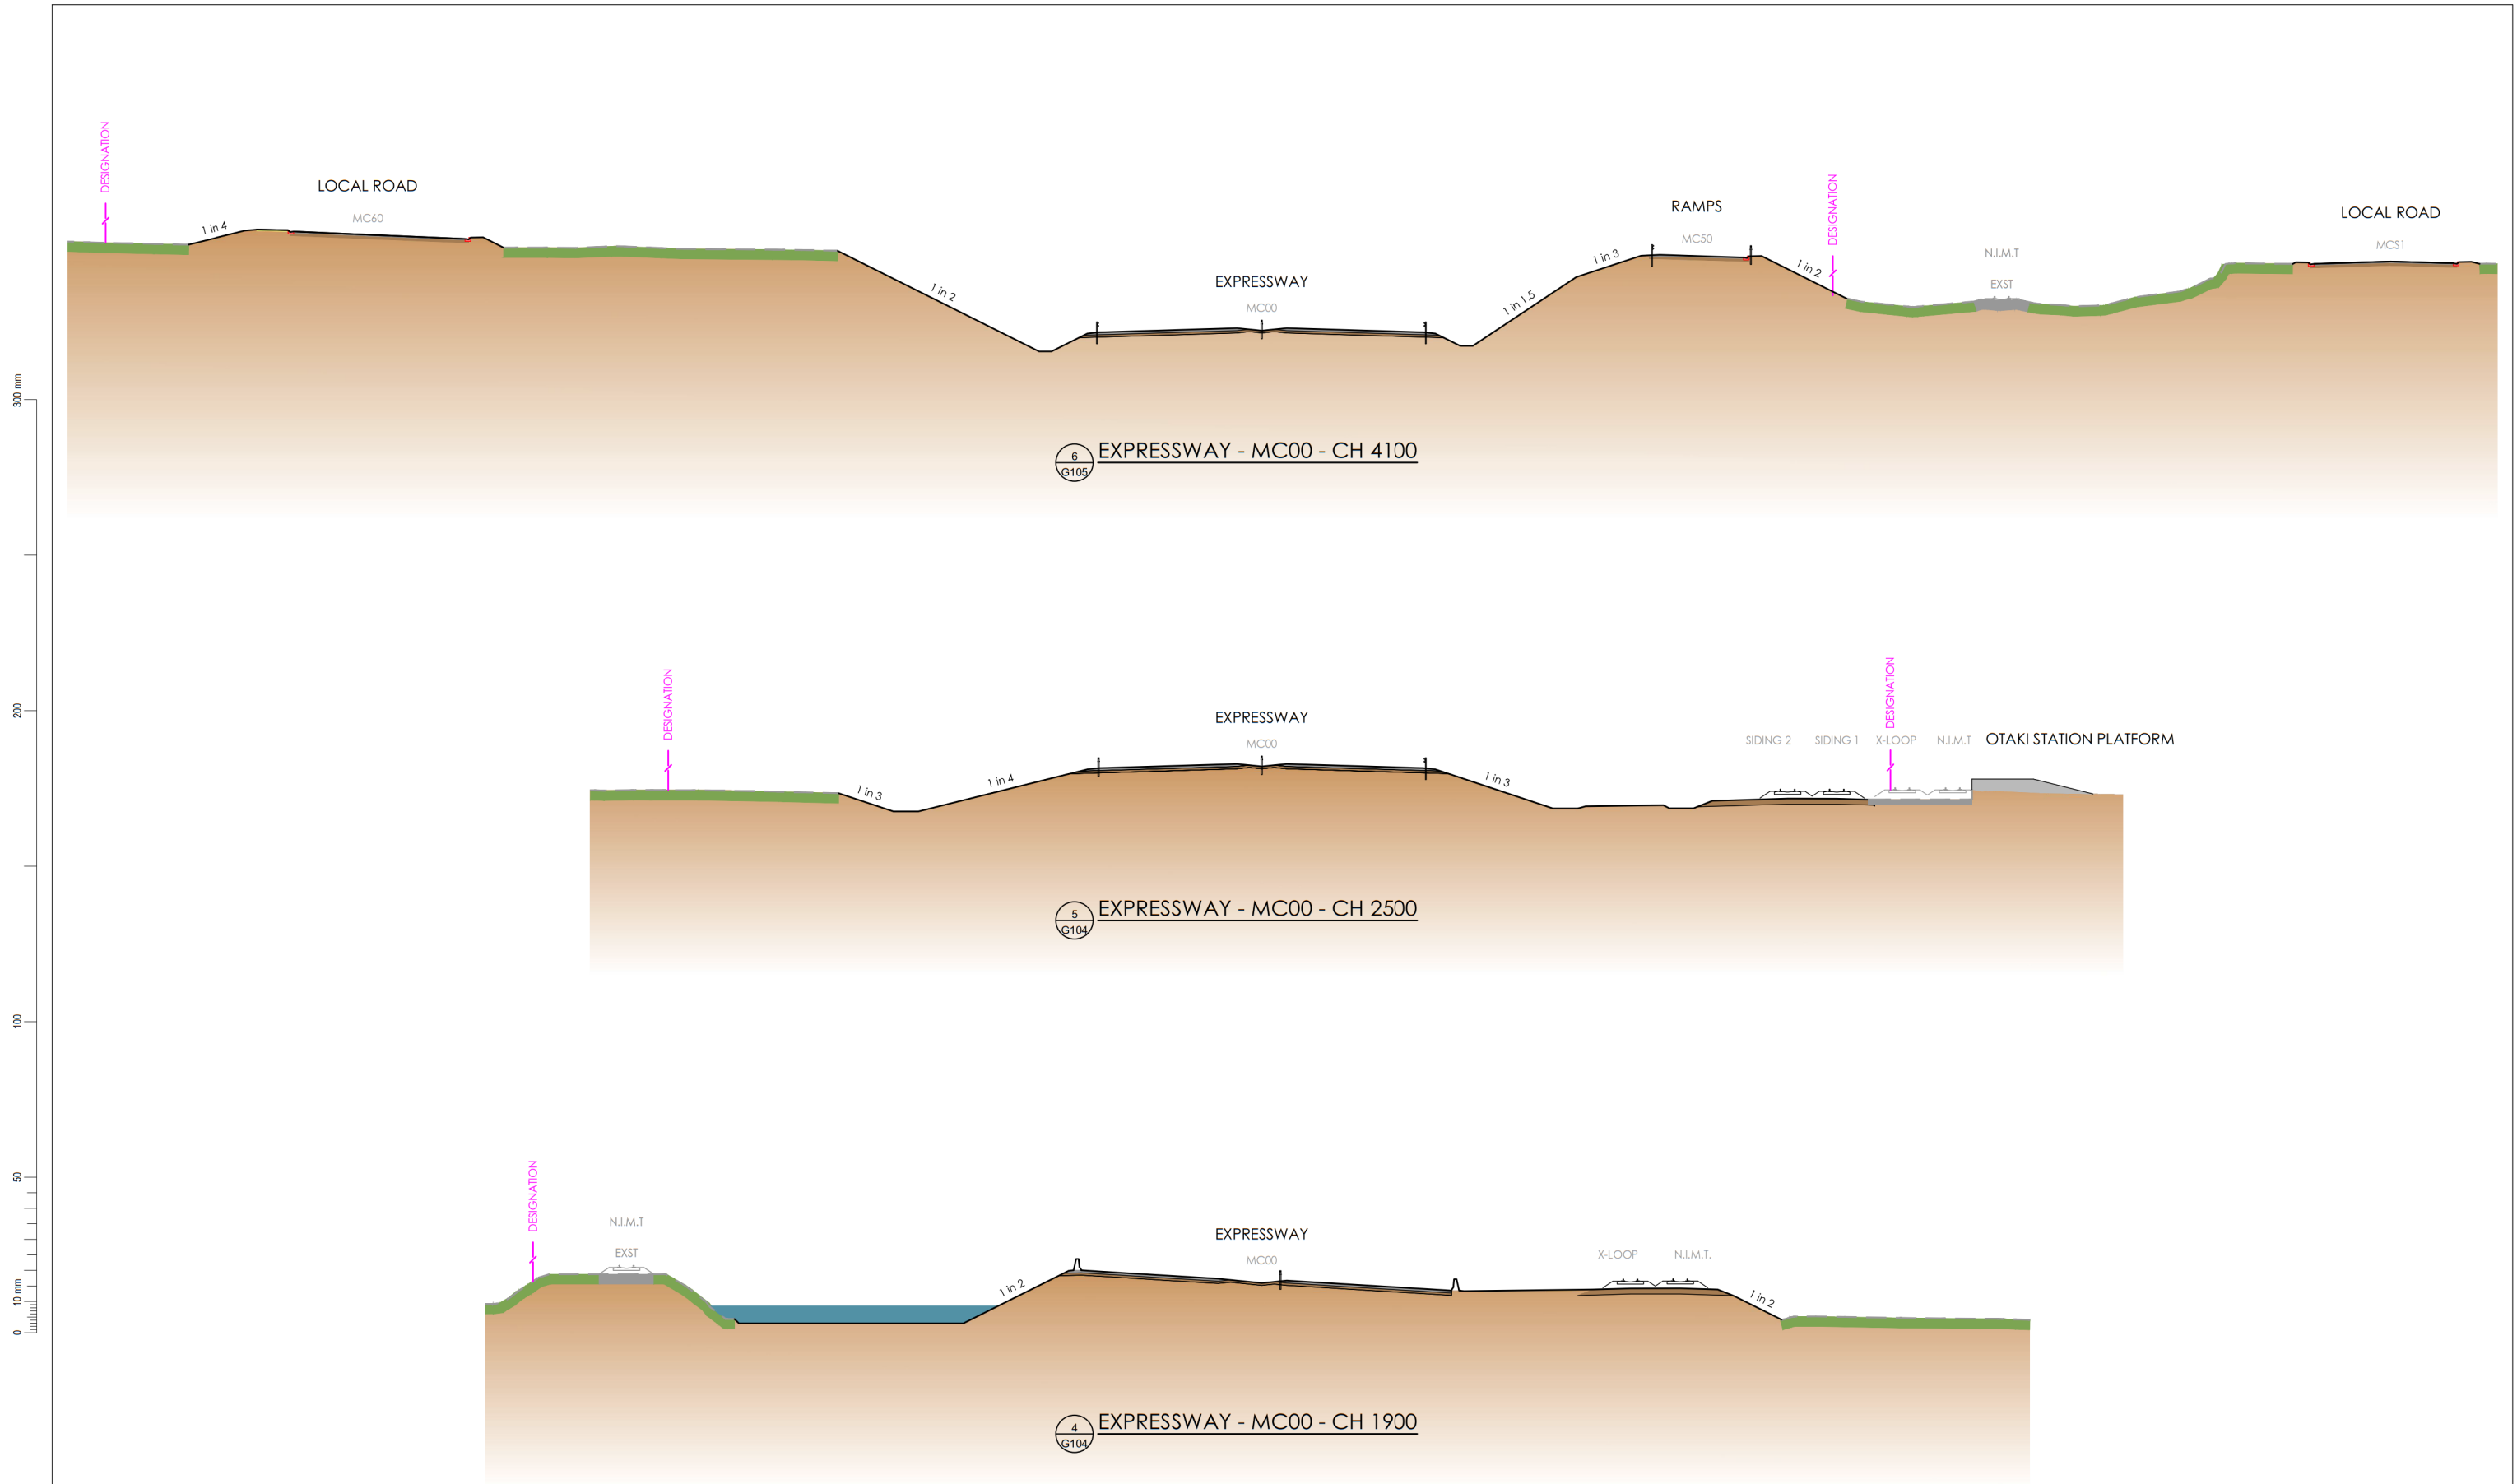 DESIGNATION
LOCAL ROAD
MC60
1 in 4
1 in 2
EXPRESSWAY
MC00
1 in 1.5
1 in 3
RAMPS
MC50
1 in 2
DESIGNATION
N.I.M.T
EXST
LOCAL ROAD
MCS1
6
G105
EXPRESSWAY - MC00 - CH 4100
DESIGNATION
1 in 3
1 in 4
EXPRESSWAY
MC00
1 in 3
SIDING 2
SIDING 1
X-LOOP
DESIGNATION
N.I.M.T
OTAKI STATION PLATFORM
5
G104
EXPRESSWAY - MC00 - CH 2500
DESIGNATION
N.I.M.T
EXST
1 in 2
EXPRESSWAY
MC00
X-LOOP
N.I.M.T.
1 in 2
4
G104
EXPRESSWAY - MC00 - CH 1900
300 mm
200
100
50
10 mm
0